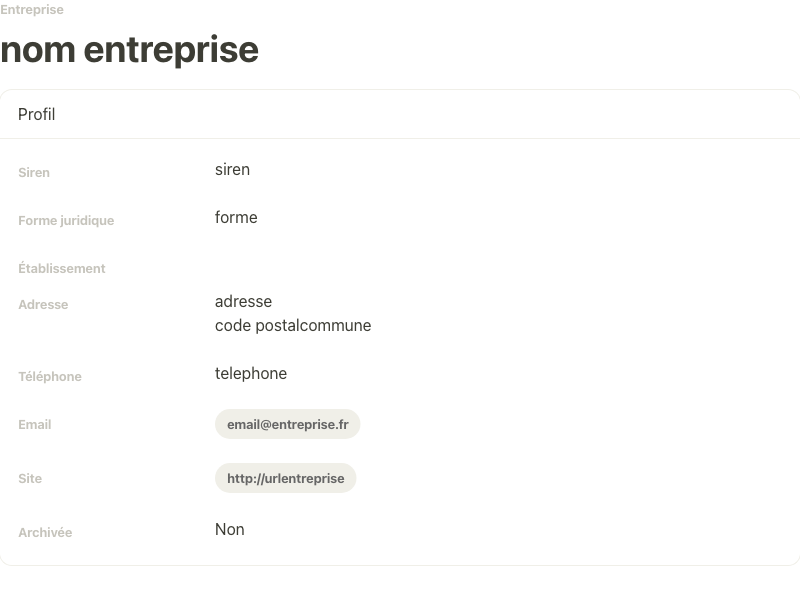 Entreprise
nom entreprise
Profil
Siren
siren
Forme juridique
forme
Établissement
Adresse
adresse
code postalcommune
Téléphone
telephone
Email
email@entreprise.fr
Site
http://urlentreprise
Archivée
Non